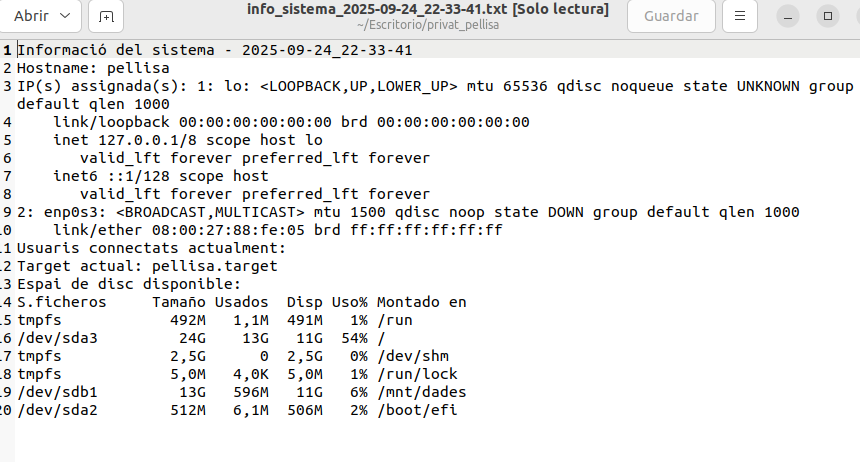 Abrir
info_sistema_2025-09-24_22-33-41.txt [Solo lectura]
~/Escritorio/privat_pellisa
Guardar
1 Informació del sistema - 2025-09-24_22-33-41
2 Hostname: pellisa
3 IP(s) assignada(s): 1: lo: <LOOPBACK,UP,LOWER_UP> mtu 65536 qdisc noqueue state UNKNOWN group
default qlen 1000
4     link/loopback 00:00:00:00:00:00 brd 00:00:00:00:00:00
5     inet 127.0.0.1/8 scope host lo
6        valid_lft forever preferred_lft forever
7     inet6 ::1/128 scope host
8        valid_lft forever preferred_lft forever
9 2: enp0s3: <BROADCAST,MULTICAST> mtu 1500 qdisc noop state DOWN group default qlen 1000
10     link/ether 08:00:27:88:fe:05 brd ff:ff:ff:ff:ff:ff
11 Usuaris connectats actualment:
12 Target actual: pellisa.target
13 Espai de disc disponible:
14 S.ficheros     Tamaño Usados  Disp Uso% Montado en
15 tmpfs            492M   1,1M  491M   1% /run
16 /dev/sda3         24G    13G   11G  54% /
17 tmpfs            2,5G      0  2,5G   0% /dev/shm
18 tmpfs            5,0M   4,0K  5,0M   1% /run/lock
19 /dev/sdb1         13G   596M   11G   6% /mnt/dades
20 /dev/sda2        512M   6,1M  506M   2% /boot/efi